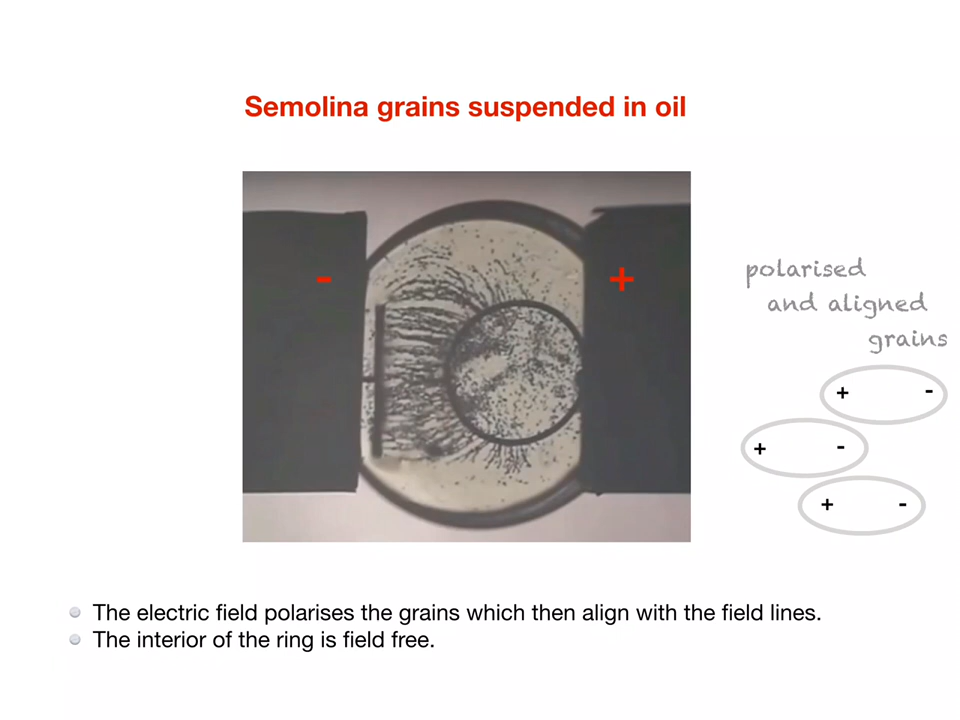 Semolina grains suspended in oil
- +
polarised
and aligned
grains
+ -
+ -
+ -
The electric field polarises the grains which then align with the field lines.
The interior of the ring is field free.